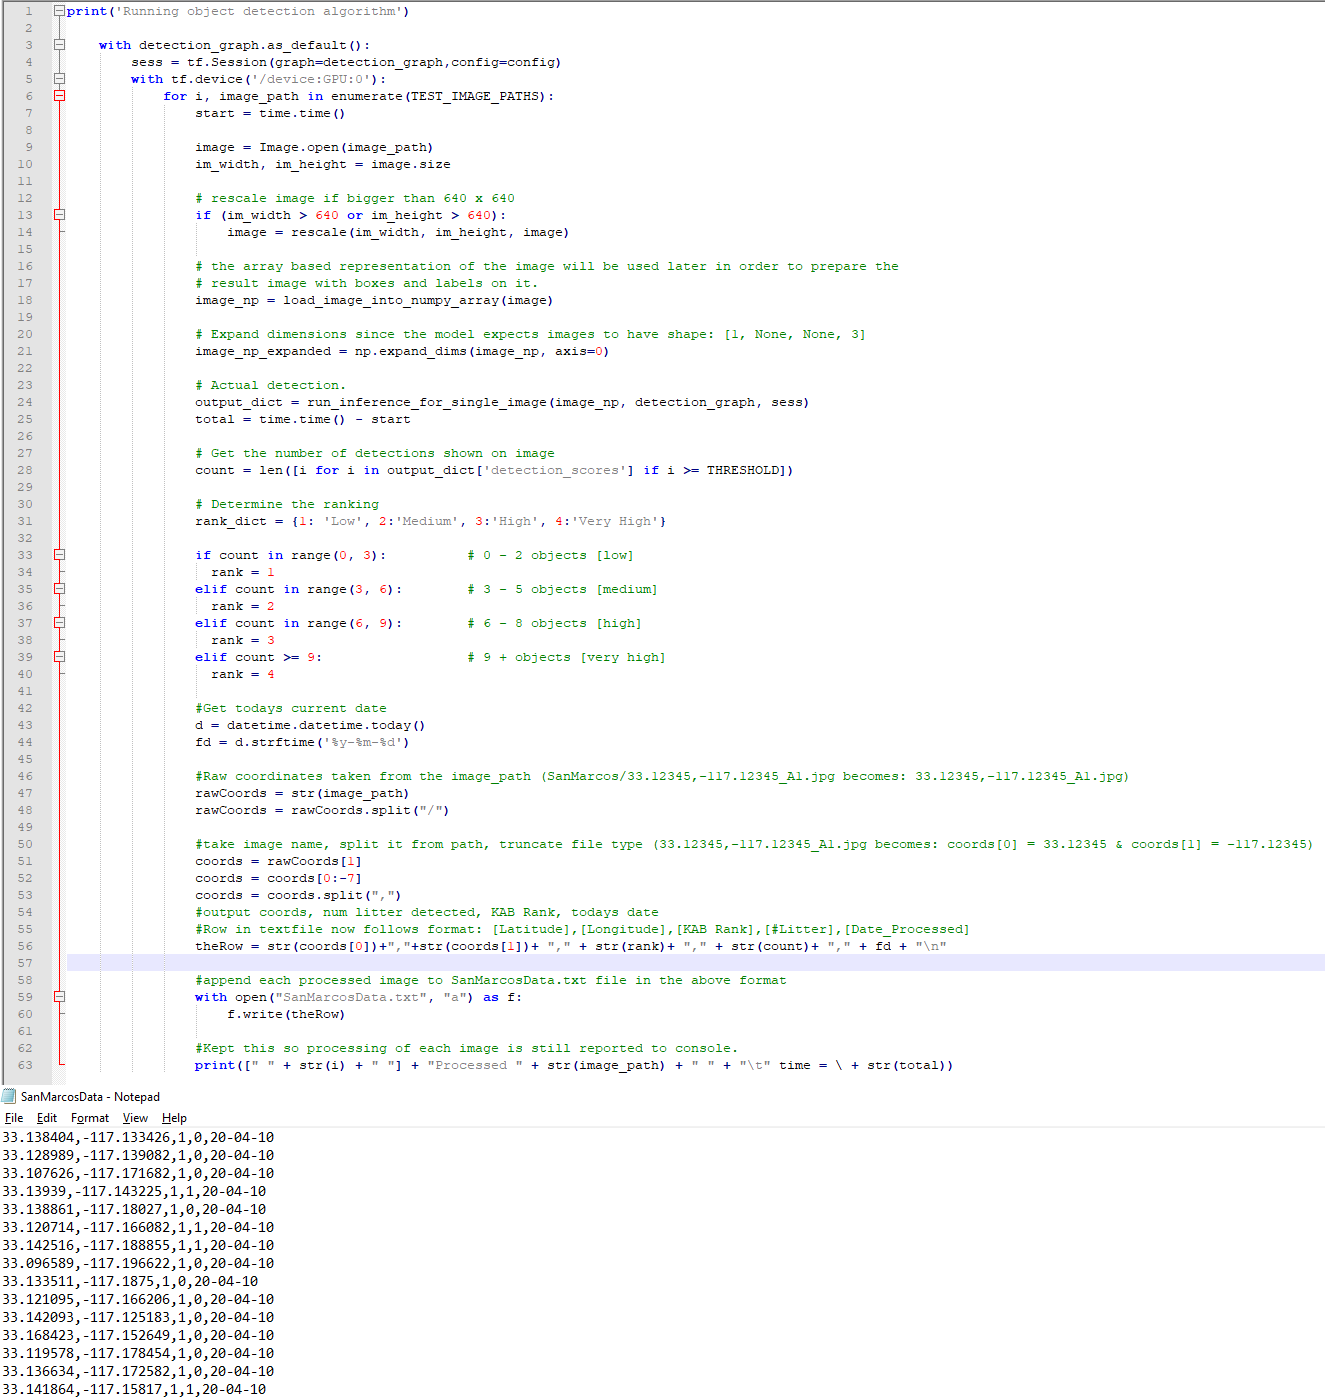 1 print('Running object detection algorithm')
2
3 with detection_graph.as_default():
4 sess = tf.Session(graph=detection_graph,config=config)
5 with tf.device('/device:GPU:0'):
6 for i, image_path in enumerate(TEST_IMAGE_PATHS):
7 start = time.time()
8
9 image = Image.open(image_path)
10 im_width, im_height = image.size
11
12 # rescale image if bigger than 640 x 640
13 if (im_width > 640 or im_height > 640):
14 image = rescale(im_width, im_height, image)
15
16 # the array based representation of the image will be used later in order to prepare the
17 # result image with boxes and labels on it.
18 image_np = load_image_into_numpy_array(image)
19
20 # Expand dimensions since the model expects images to have shape: [1, None, None, 3]
21 image_np_expanded = np.expand_dims(image_np, axis=0)
22
23 # Actual detection.
24 output_dict = run_inference_for_single_image(image_np, detection_graph, sess)
25 total = time.time() - start
26
27 # Get the number of detections shown on image
28 count = len([i for i in output_dict['detection_scores'] if i >= THRESHOLD])
29
30 # Determine the ranking
31 rank_dict = {1: 'Low', 2:'Medium', 3:'High', 4:'Very High'}
32
33 if count in range(0, 3): # 0 - 2 objects [low]
34 rank = 1
35 elif count in range(3, 6): # 3 - 5 objects [medium]
36 rank = 2
37 elif count in range(6, 9): # 6 - 8 objects [high]
38 rank = 3
39 elif count >= 9: # 9 + objects [very high]
40 rank = 4
41
42 #Get todays current date
43 d = datetime.datetime.today()
44 fd = d.strftime('%y-%m-%d')
45
46 #Raw coordinates taken from the image_path (SanMarcos/33.12345,-117.12345_A1.jpg becomes: 33.12345,-117.12345_A1.jpg)
47 rawCoords = str(image_path)
48 rawCoords = rawCoords.split("/")
49
50 #take image name, split it from path, truncate file type (33.12345,-117.12345_A1.jpg becomes: coords[0] = 33.12345 & coords[1] = -117.12345)
51 coords = rawCoords[1]
52 coords = coords[0:-7]
53 coords = coords.split(",")
54 #output coords, num litter detected, KAB Rank, todays date
55 #Row in textfile now follows format: [Latitude],[Longitude],[KAB Rank],[#Litter],[Date_Processed]
56 theRow = str(coords[0])+","+str(coords[1])+ "," + str(rank)+ "," + str(count)+ "," + fd + "\n"
57
58 #append each processed image to SanMarcosData.txt file in the above format
59 with open("SanMarcosData.txt", "a") as f:
60 f.write(theRow)
61
62 #Kept this so processing of each image is still reported to console.
63 print([" " + str(i) + " "] + "Processed " + str(image_path) + " " + "\t" time = \ + str(total))
SanMarcosData - Notepad
File Edit Format View Help
33.138404,-117.133426,1,0,20-04-10
33.128989,-117.139082,1,0,20-04-10
33.107626,-117.171682,1,0,20-04-10
33.13939,-117.143225,1,1,20-04-10
33.138861,-117.18027,1,0,20-04-10
33.120714,-117.166082,1,1,20-04-10
33.142516,-117.188855,1,1,20-04-10
33.096589,-117.196622,1,0,20-04-10
33.133511,-117.1875,1,0,20-04-10
33.121095,-117.166206,1,0,20-04-10
33.142093,-117.125183,1,0,20-04-10
33.168423,-117.152649,1,0,20-04-10
33.119578,-117.178454,1,0,20-04-10
33.136634,-117.172582,1,0,20-04-10
33.141864,-117.15817,1,1,20-04-10